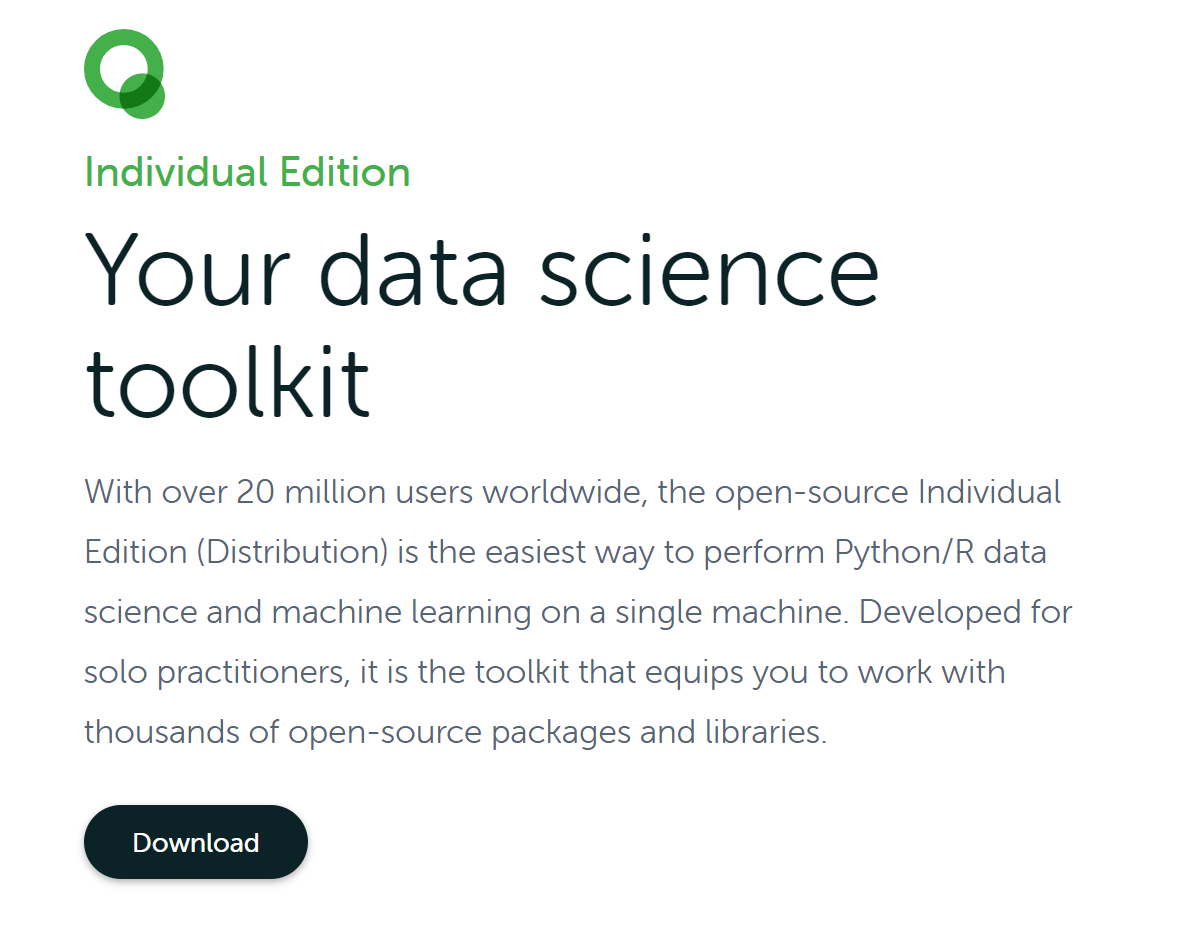 Individual Edition
Your data science
toolkit
With over 20 million users worldwide, the open-source Individual
Edition (Distribution) is the easiest way to perform Python/R data
science and machine learning on a single machine. Developed for
solo practitioners, it is the toolkit that equips you to work with
thousands of open-source packages and libraries.
Download